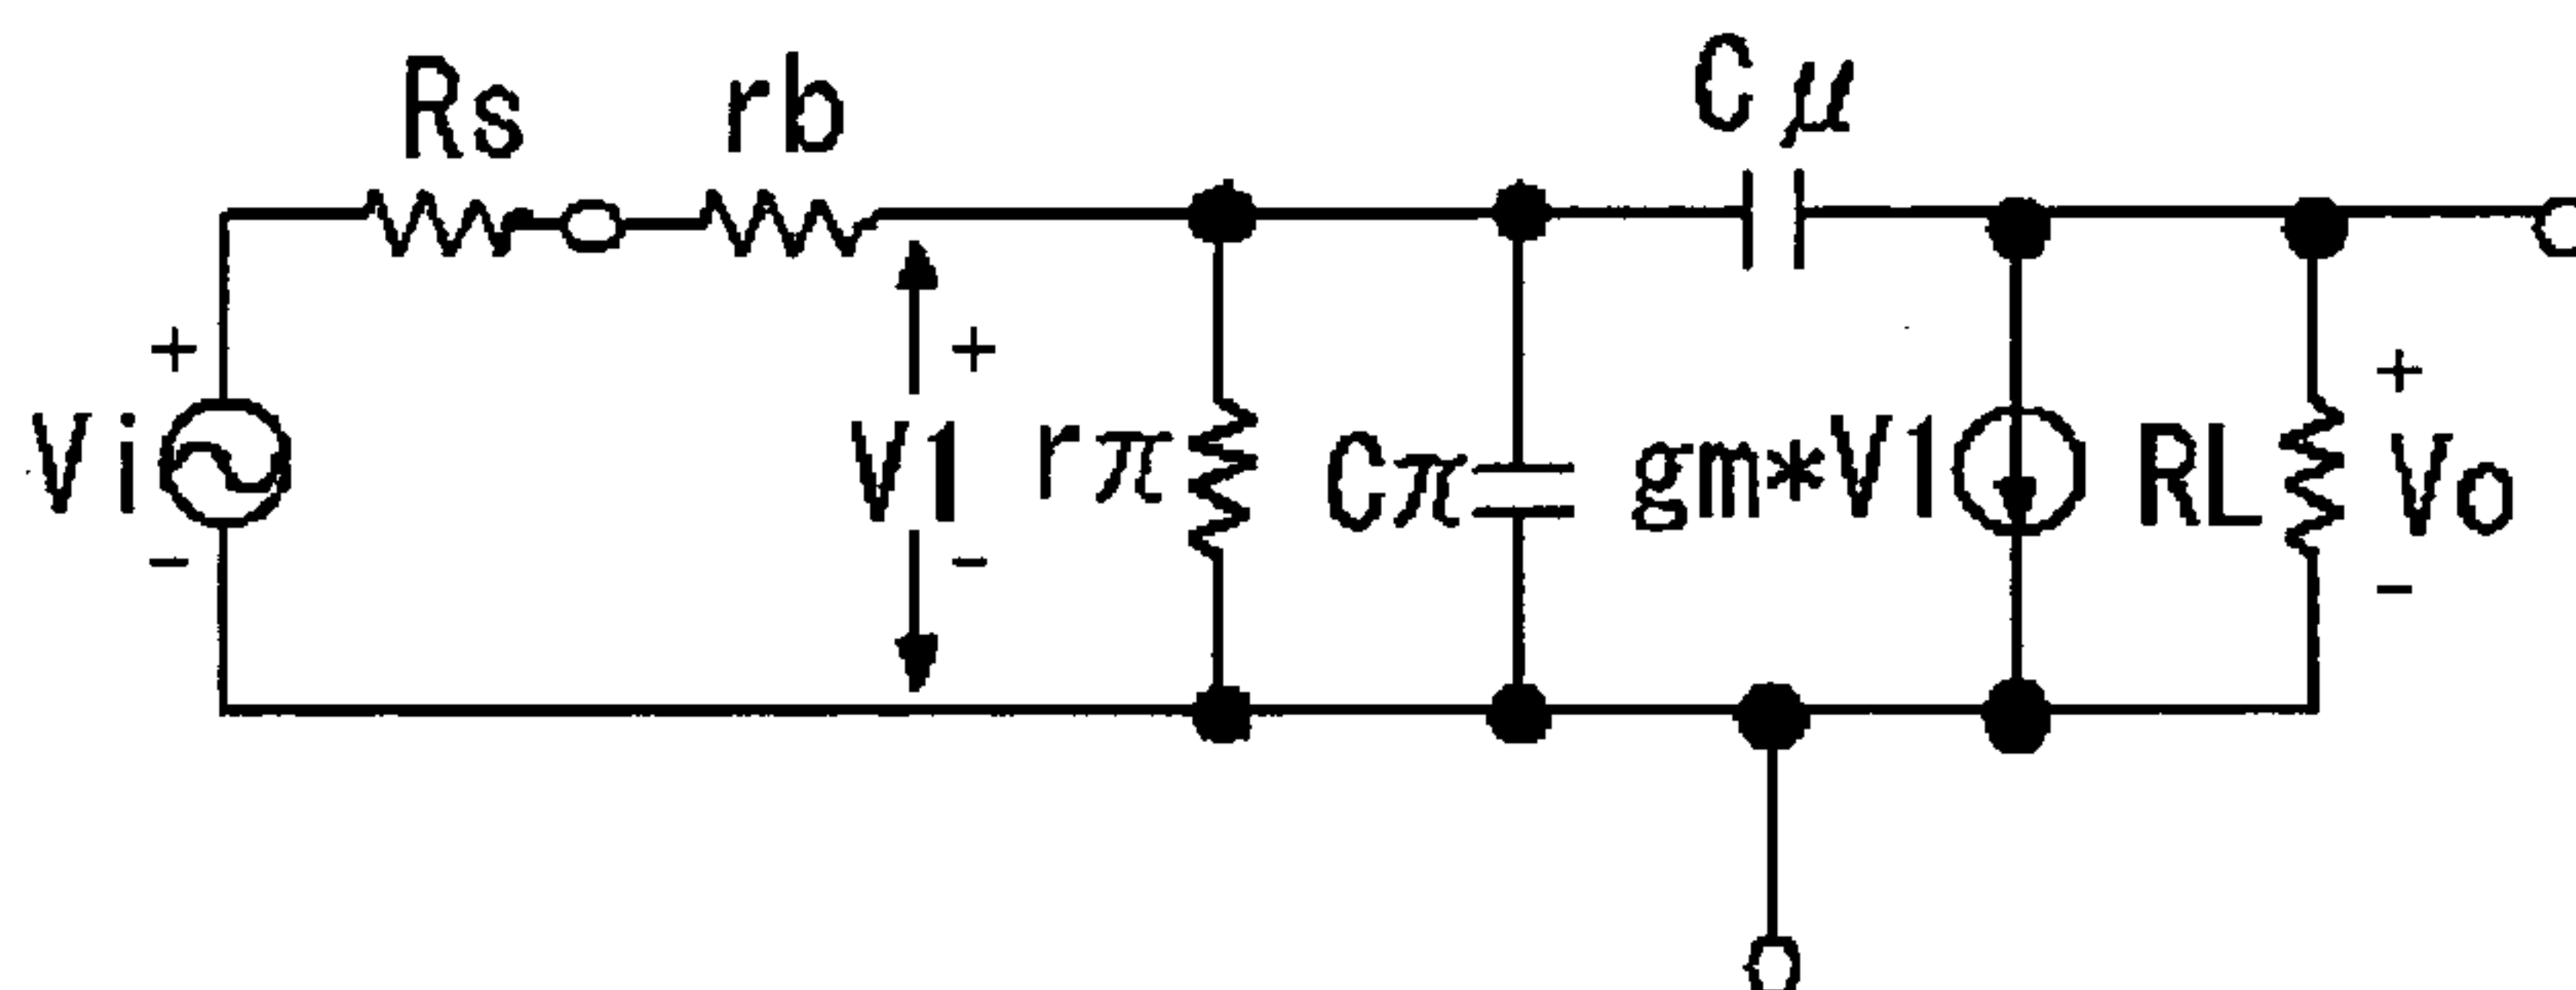 Rs
rb
Cμ
+
+
+
Vi
V1
rπ
Cπ
gm*V1
RL
Vo
-
-
-